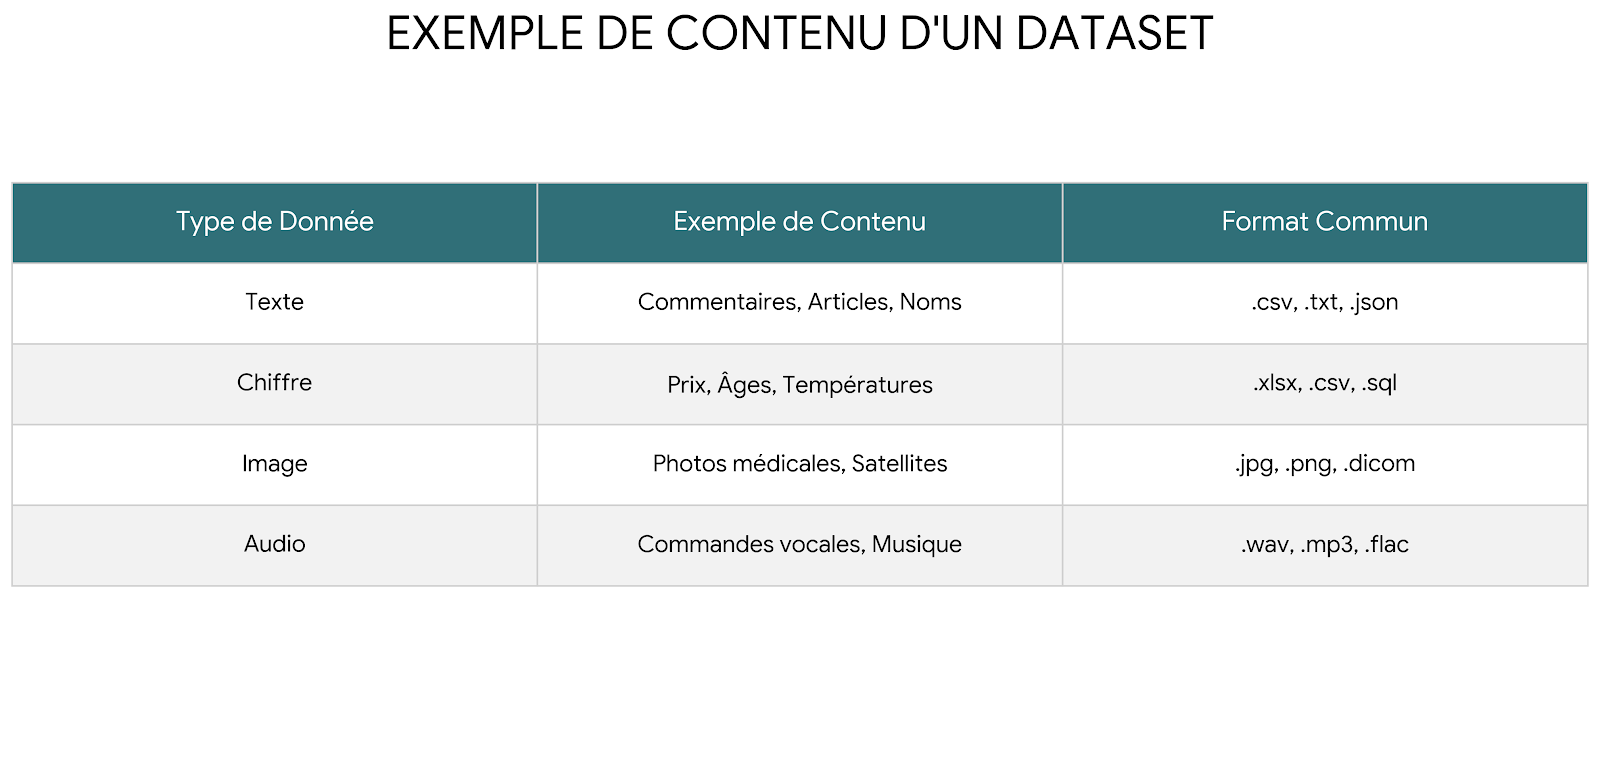 EXEMPLE DE CONTENU D'UN DATASET
Type de Donnée Exemple de Contenu Format Commun
Texte Commentaires, Articles, Noms .csv, .txt, .json
Chiffre Prix, Âges, Températures .xlsx, .csv, .sql
Image Photos médicales, Satellites .jpg, .png, .dicom
Audio Commandes vocales, Musique .wav, .mp3, .flac